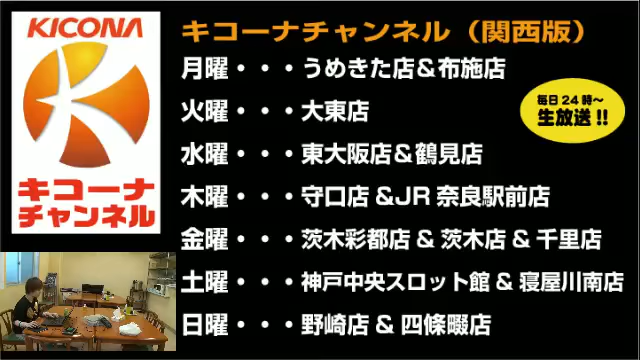 KICONA
キコーナ
チャンネル
キコーナチャンネル（関西版）
月曜・・・うめきた店＆布施店
火曜・・・大東店
水曜・・・東大阪店＆鶴見店
木曜・・・守口店 &JR 奈良駅前店
金曜・・・茨木彩都店 & 茨木店 & 千里店
土曜・・・神戸中央スロット館 & 寝屋川南店
日曜・・・野崎店 & 四條畷店
毎日24時～
生放送!!